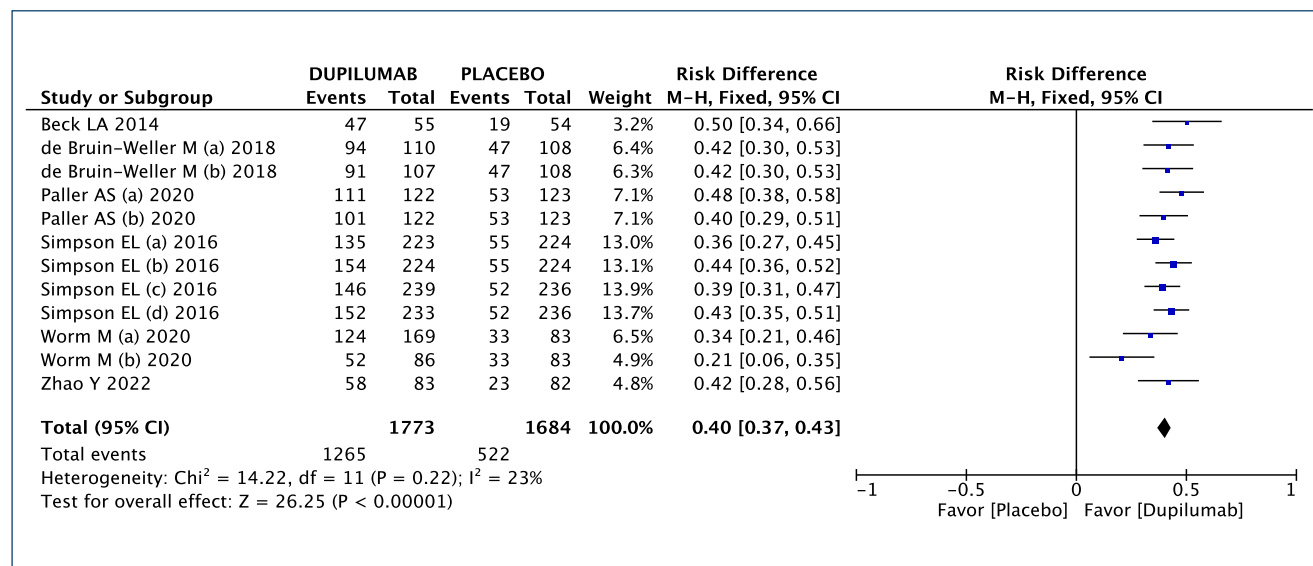 DUPILUMAB PLACEBO Risk Difference Risk Difference
Study or Subgroup Events Total Events Total Weight M-H, Fixed, 95% CI M-H, Fixed, 95% CI
Beck LA 2014 47 55 19 54 3.2% 0.50 [0.34, 0.66]
de Bruin-Weller M (a) 2018 94 110 47 108 6.4% 0.42 [0.30, 0.53]
de Bruin-Weller M (b) 2018 91 107 47 108 6.3% 0.42 [0.30, 0.53]
Paller AS (a) 2020 111 122 53 123 7.1% 0.48 [0.38, 0.58]
Paller AS (b) 2020 101 122 53 123 7.1% 0.40 [0.29, 0.51]
Simpson EL (a) 2016 135 223 55 224 13.0% 0.36 [0.27, 0.45]
Simpson EL (b) 2016 154 224 55 224 13.1% 0.44 [0.36, 0.52]
Simpson EL (c) 2016 146 239 52 236 13.9% 0.39 [0.31, 0.47]
Simpson EL (d) 2016 152 233 52 236 13.7% 0.43 [0.35, 0.51]
Worm M (a) 2020 124 169 33 83 6.5% 0.34 [0.21, 0.46]
Worm M (b) 2020 52 86 33 83 4.9% 0.21 [0.06, 0.35]
Zhao Y 2022 58 83 23 82 4.8% 0.42 [0.28, 0.56]
Total (95% CI) 1773 1684 100.0% 0.40 [0.37, 0.43]
Total events 1265 522
Heterogeneity: Chi² = 14.22, df = 11 (P = 0.22); I² = 23%
Test for overall effect: Z = 26.25 (P < 0.00001)
-1 -0.5 0 0.5 1
Favor [Placebo] Favor [Dupilumab]